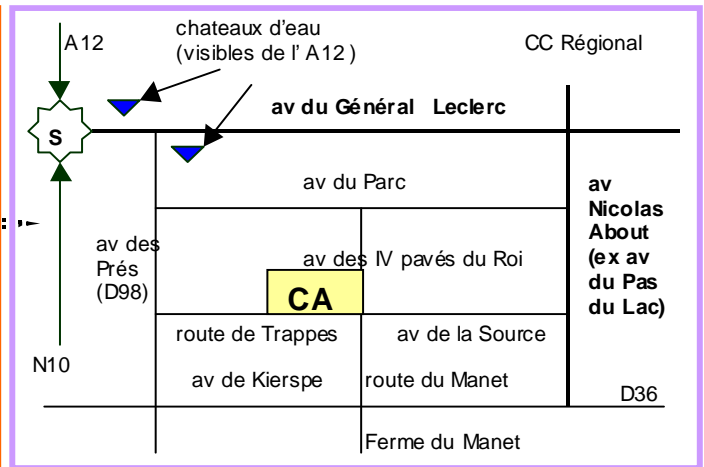 A12
chateaux d'eau
(visibles de l' A12 )
CC Régional
av du Général Leclerc
S
av du Parc
av
Nicolas
About
(ex av
du Pas
du Lac)
av des
Prés
(D98)
av des IV pavés du Roi
CA
route de Trappes
av de la Source
N10
av de Kierspe
route du Manet
D36
Ferme du Manet